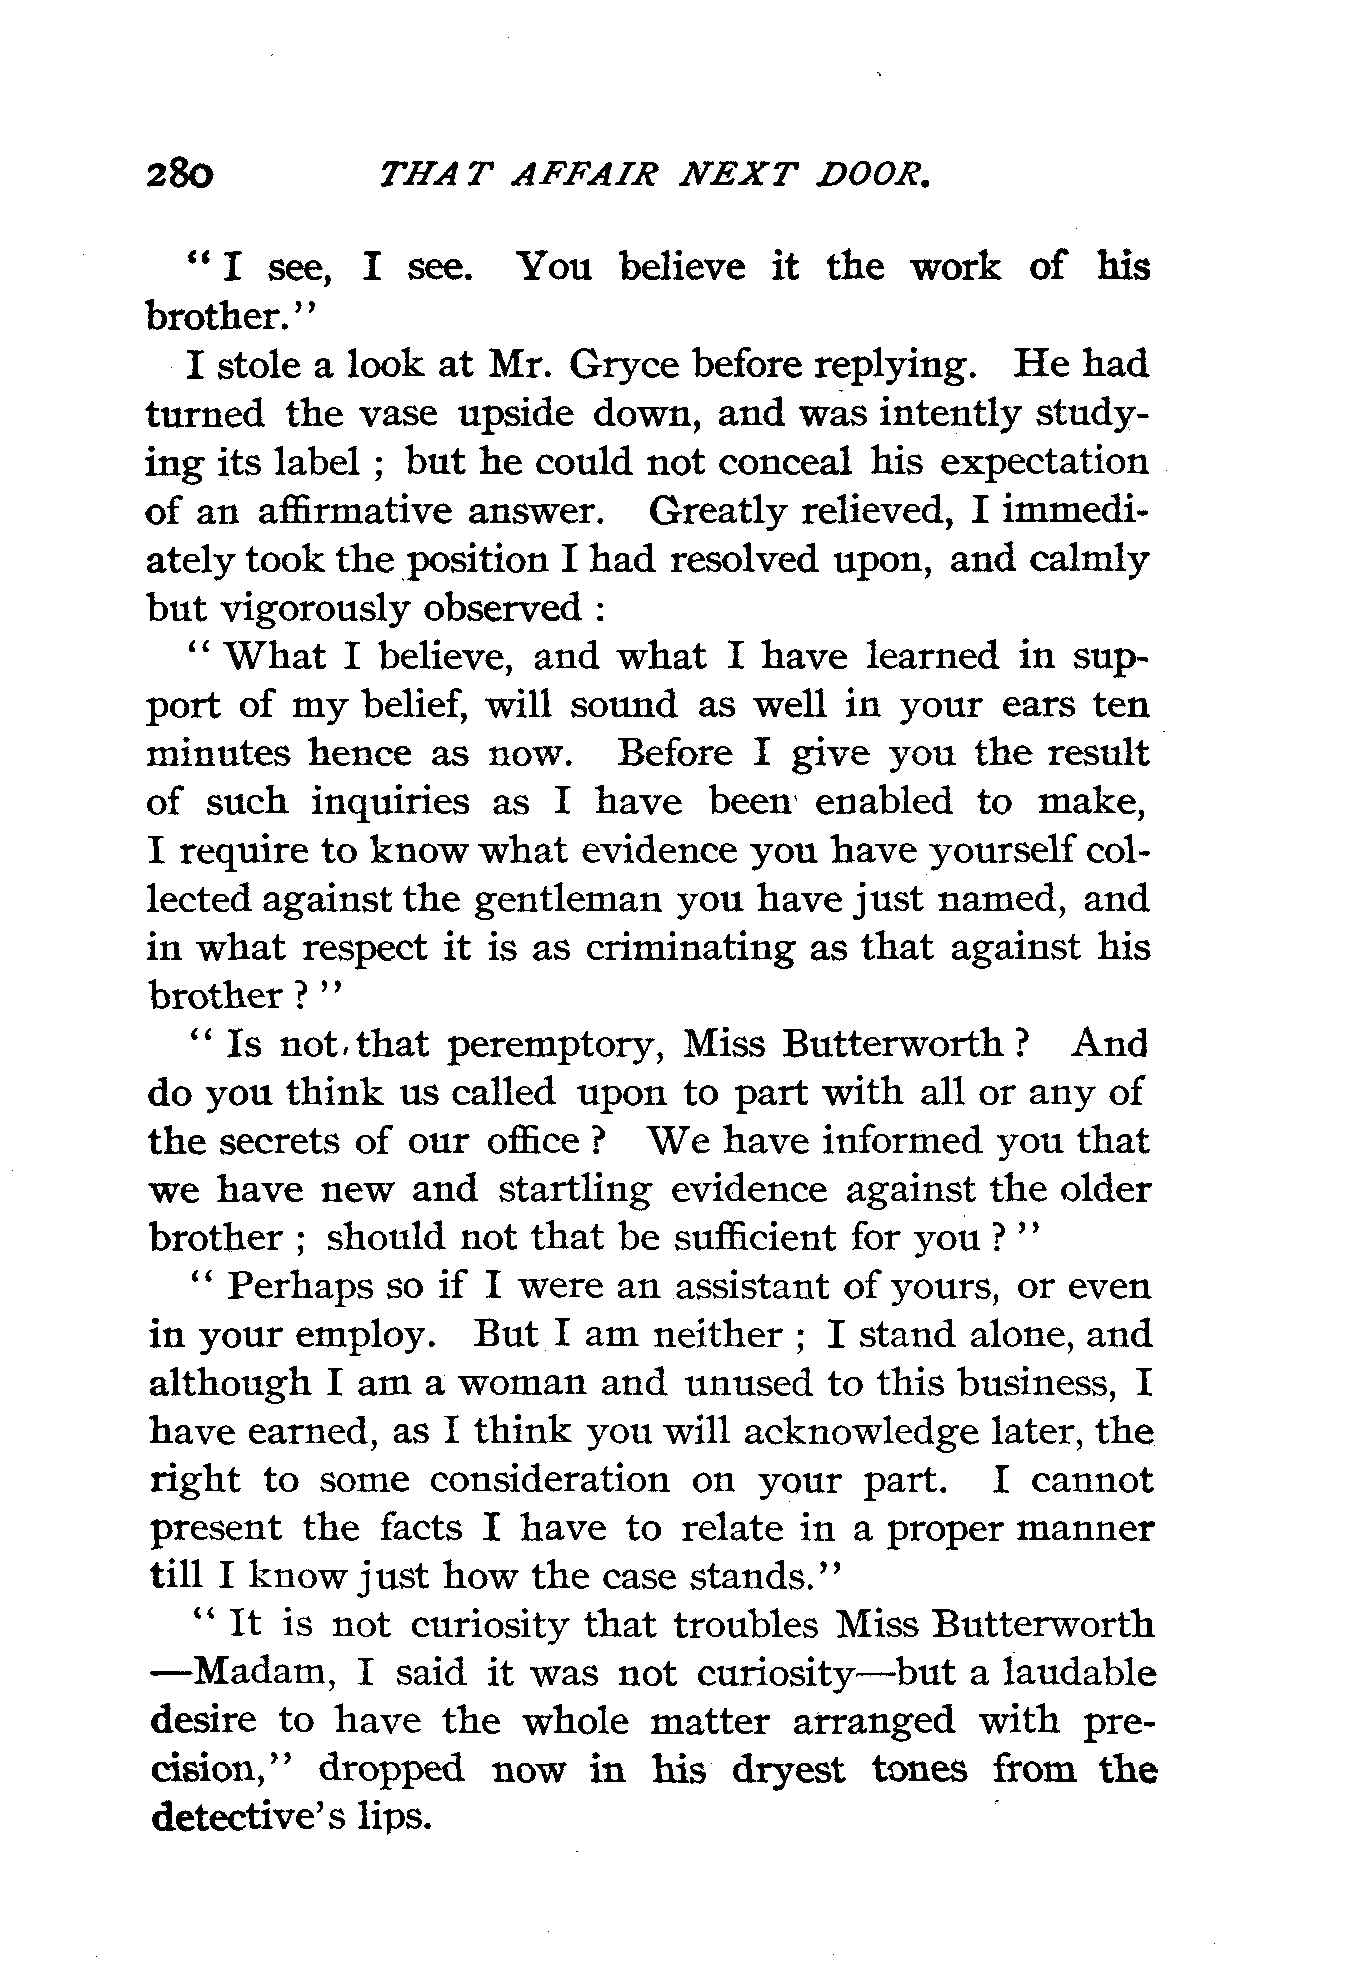 280 THAT AFFAIR NEXT DOOR.
" I see, I see. You believe it the work of his
brother."
I stole a look at Mr. Gryce before replying. He had
turned the vase upside down, and was intently study-
ing its label ; but he could not conceal his expectation
of an affirmative answer. Greatly relieved, I immedi-
ately took the position I had resolved upon, and calmly
but vigorously observed :
" What I believe, and what I have learned in sup-
port of my belief, will sound as well in your ears ten
minutes hence as now. Before I give you the result
of such inquiries as I have been enabled to make,
I require to know what evidence you have yourself col-
lected against the gentleman you have just named, and
in what respect it is as criminating as that against his
brother ? "
" Is not that peremptory, Miss Butterworth ? And
do you think us called upon to part with all or any of
the secrets of our office ? We have informed you that
we have new and startling evidence against the older
brother ; should not that be sufficient for you ? "
" Perhaps so if I were an assistant of yours, or even
in your employ. But I am neither ; I stand alone, and
although I am a woman and unused to this business, I
have earned, as I think you will acknowledge later, the
right to some consideration on your part. I cannot
present the facts I have to relate in a proper manner
till I know just how the case stands."
" It is not curiosity that troubles Miss Butterworth
—Madam, I said it was not curiosity—but a laudable
desire to have the whole matter arranged with pre-
cision," dropped now in his dryest tones from the
detective's lips.